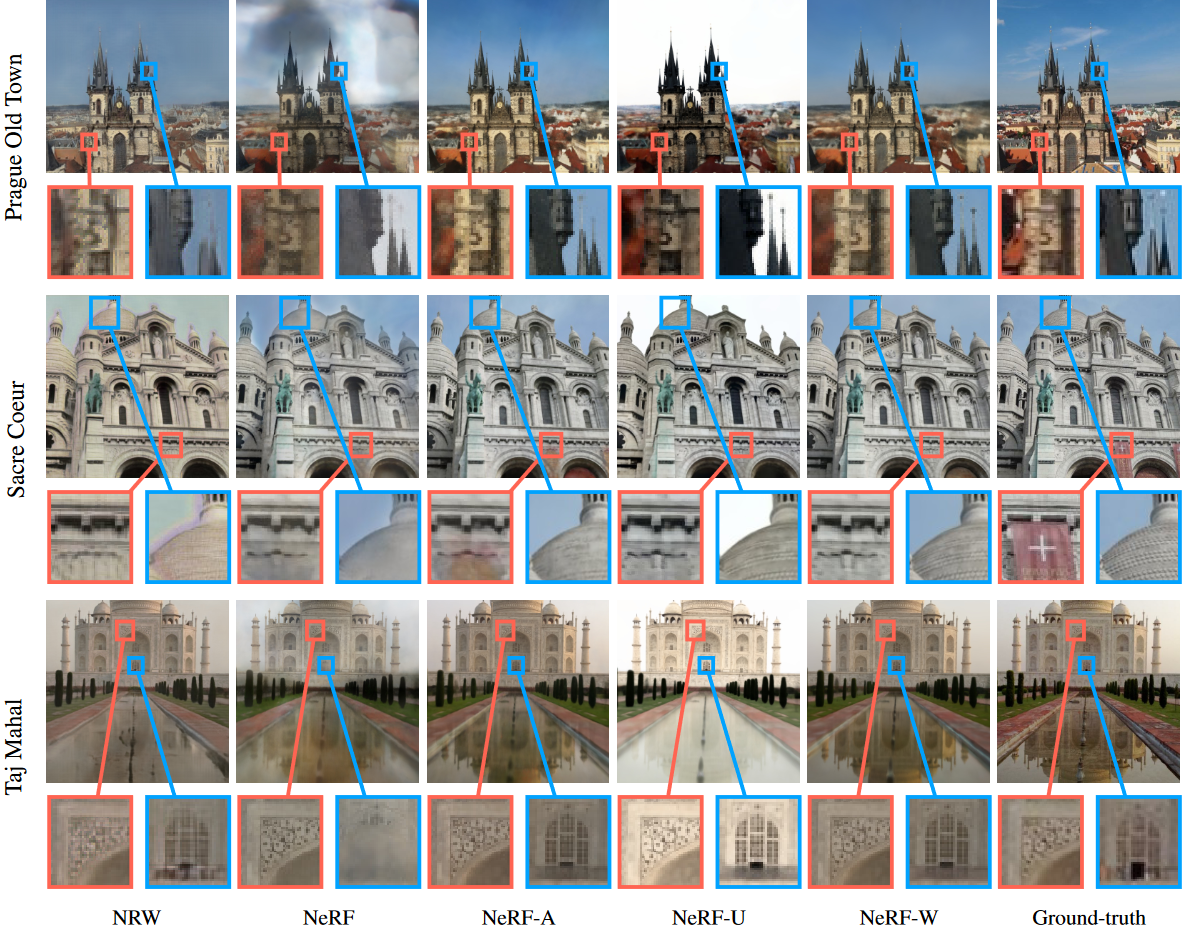 Prague Old Town
Sacre Coeur
Taj Mahal
NRW
NeRF
NeRF-A
NeRF-U
NeRF-W
Ground-truth